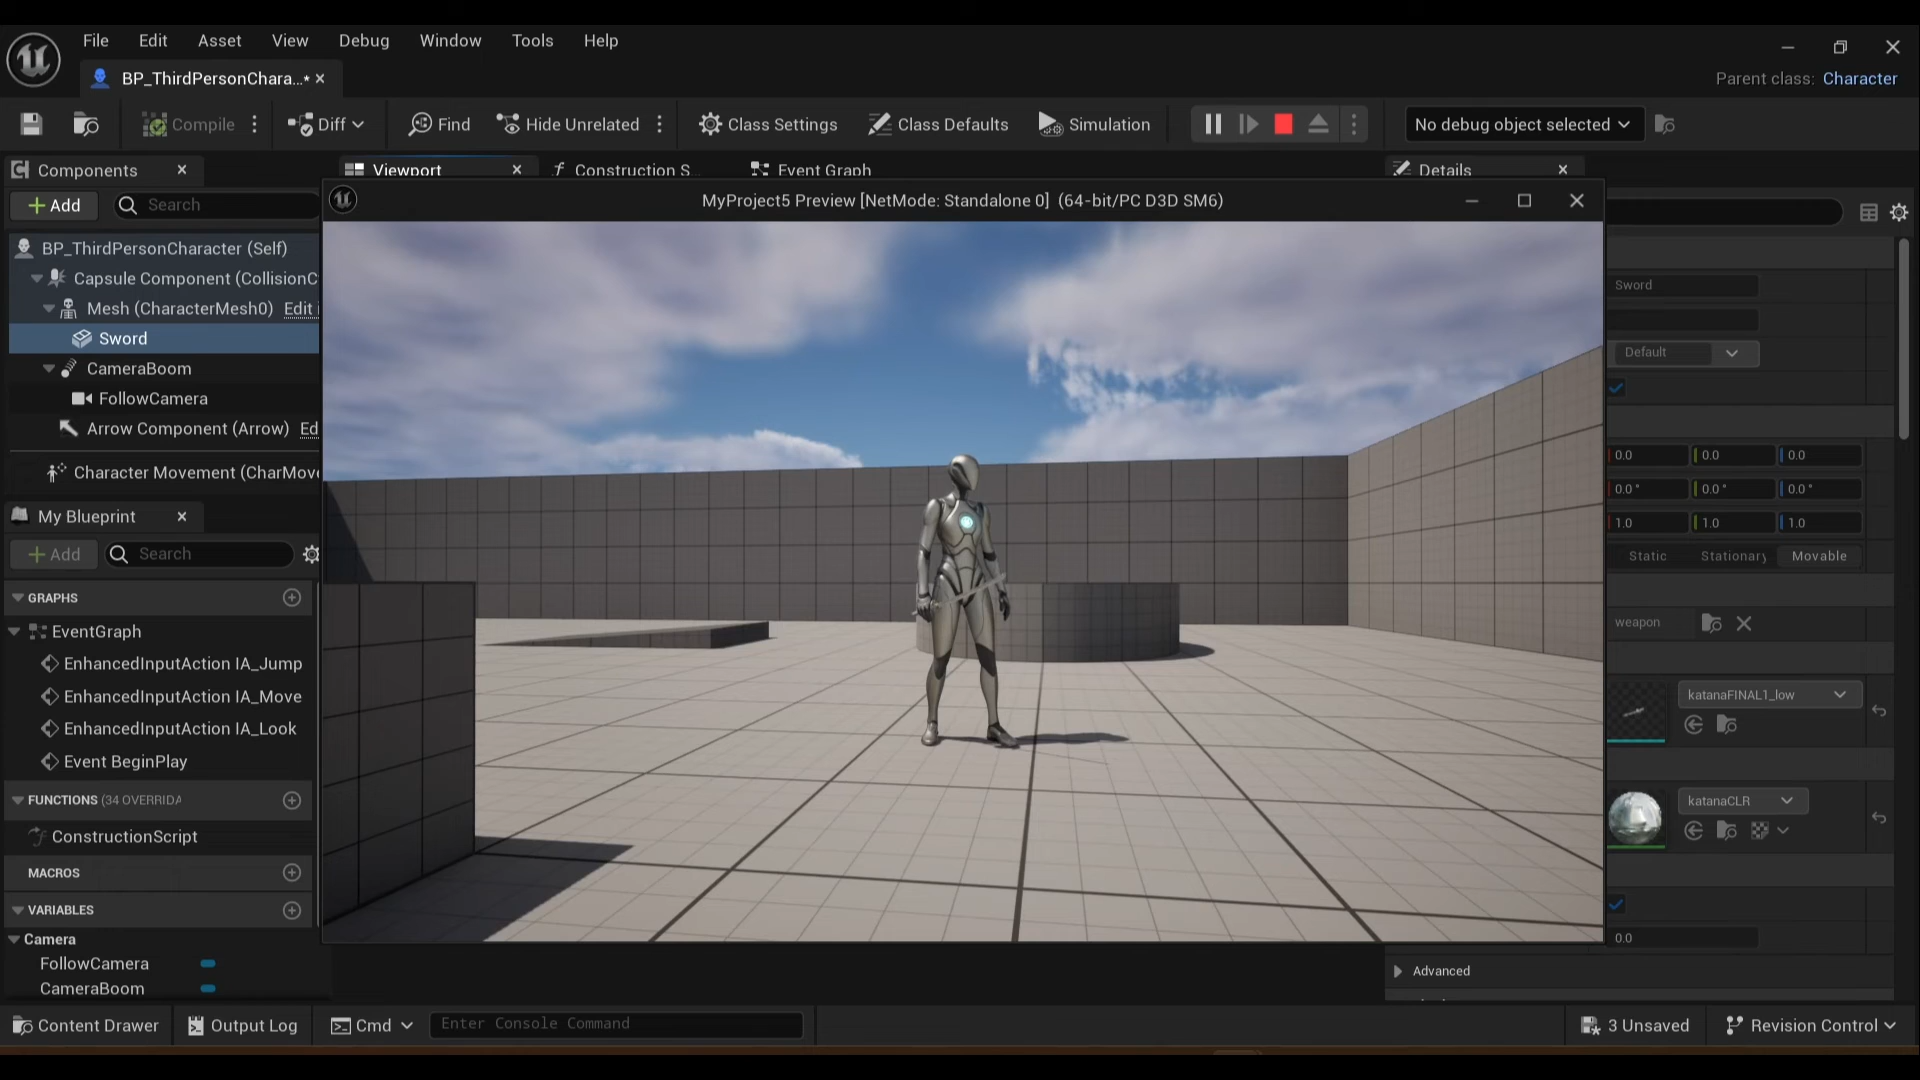 File Edit Asset View Debug Window Tools Help
BP_ThirdPersonChara...•
Parent class: Character
Compile Diff Find Hide Unrelated Class Settings Class Defaults Simulation No debug object selected
Components Viewport Construction S... Event Graph Details
Add Search
MyProject5 Preview [NetMode: Standalone 0] (64-bit/PC D3D SM6)
BP_ThirdPersonCharacter (Self)
Capsule Component (CollisionC
Mesh (CharacterMesh0) Edit i
Sword
CameraBoom
FollowCamera
Arrow Component (Arrow) Ed
Character Movement (CharMove
My Blueprint
Add Search
GRAPHS
EventGraph
EnhancedInputAction IA_Jump
EnhancedInputAction IA_Move
EnhancedInputAction IA_Look
Event BeginPlay
FUNCTIONS (34 OVERRIDA
ConstructionScript
MACROS
VARIABLES
Camera
FollowCamera
CameraBoom
Sword
Default
0.0 0.0 0.0
0.0 ° 0.0 ° 0.0 °
1.0 1.0 1.0
Static Stationary Movable
weapon
katanaFINAL1_low
katanaCLR
0.0
Advanced
Content Drawer Output Log Cmd Enter Console Command 3 Unsaved Revision Control